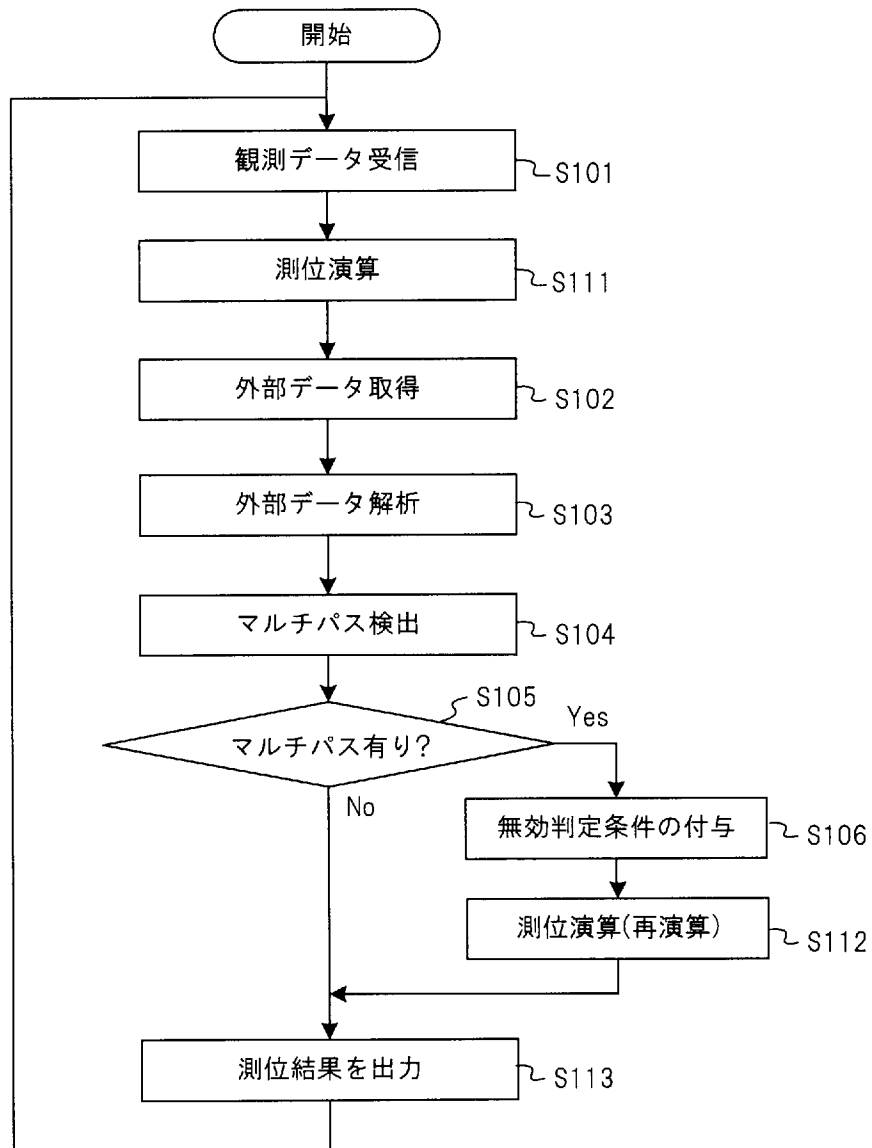 開始
観測データ受信
S101
測位演算
S111
外部データ取得
S102
外部データ解析
S103
マルチパス検出
S104
S105
マルチパス有り?
Yes
No
無効判定条件の付与
S106
測位演算(再演算)
S112
測位結果を出力
S113